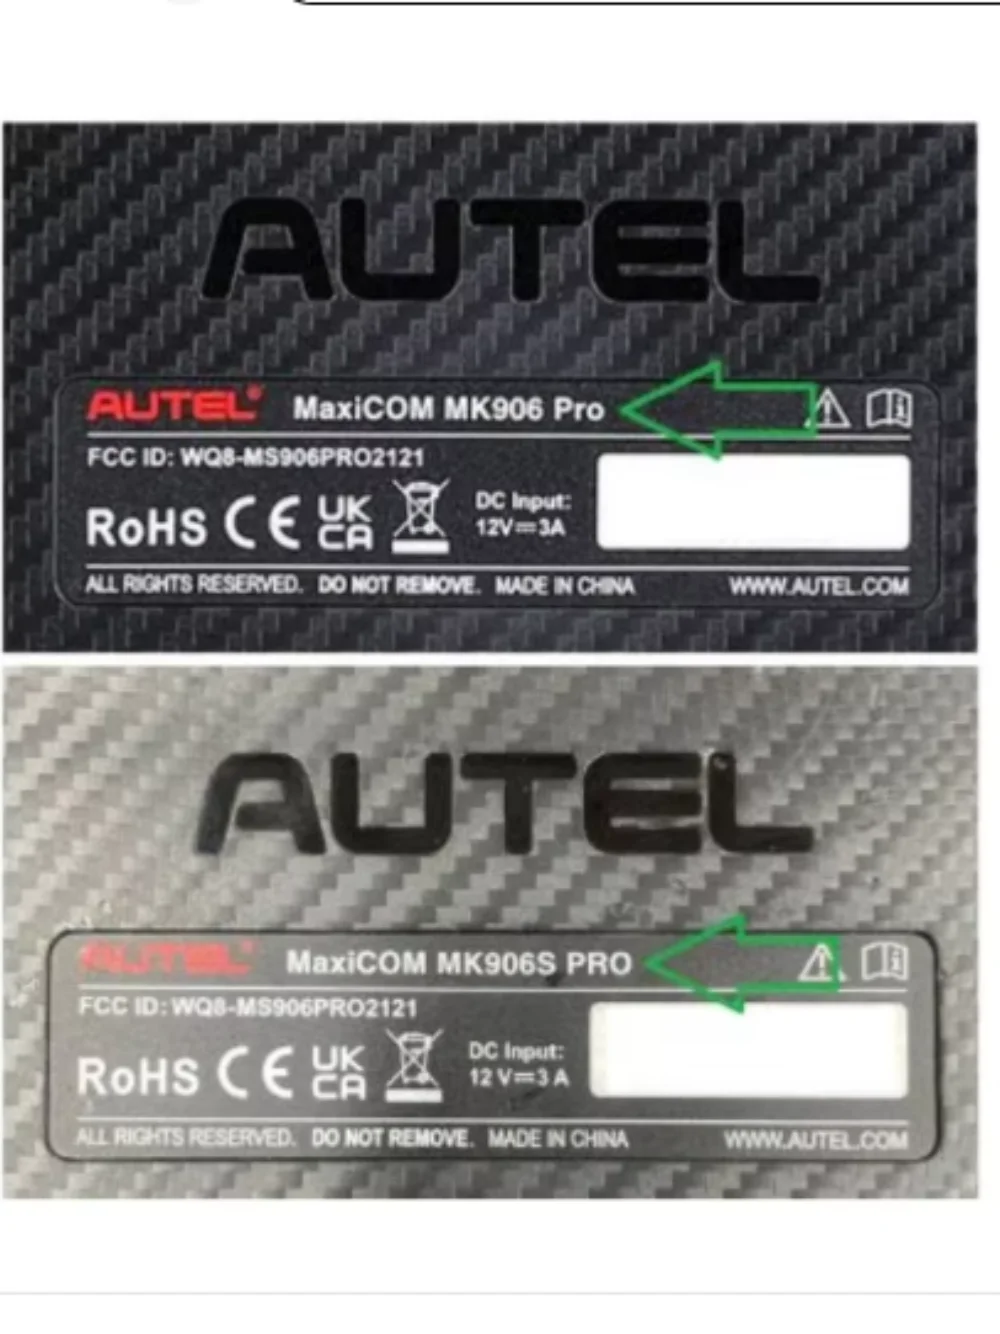 AUTEL
AUTEL® MaxiCOM MK906 Pro
FCC ID: WQ8-MS906PRO2121
RoHS CE UK CA DC Input: 12V⎓3A
ALL RIGHTS RESERVED. DO NOT REMOVE. MADE IN CHINA WWW.AUTEL.COM
AUTEL
AUTEL® MaxiCOM MK906S PRO
FCC ID: WQ8-MS906PRO2121
RoHS CE UK CA DC Input: 12 V⎓3 A
ALL RIGHTS RESERVED. DO NOT REMOVE. MADE IN CHINA WWW.AUTEL.COM